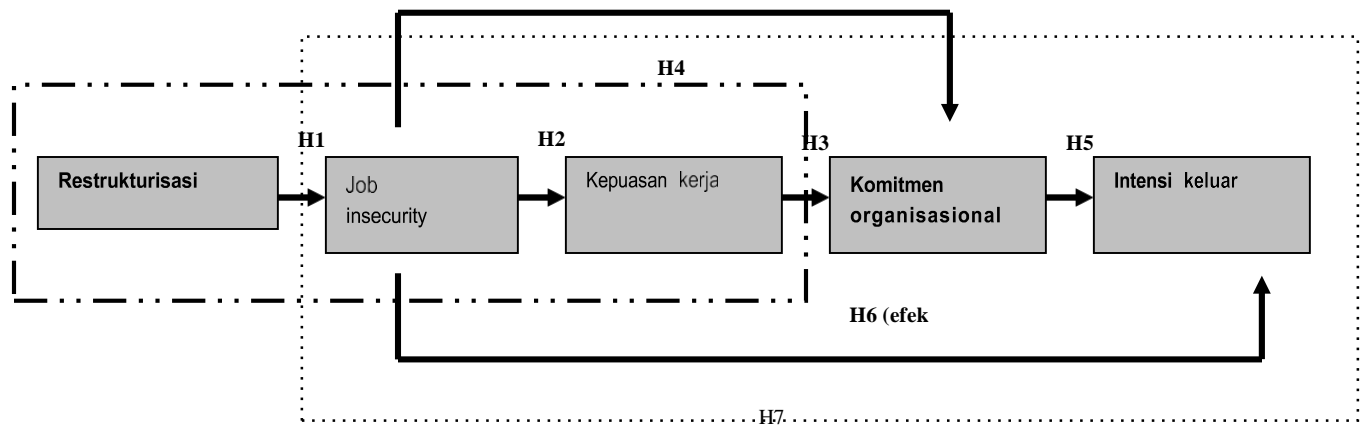 H4
H1
H2
H3
H5
Restrukturisasi
Job
insecurity
Kepuasan kerja
Komitmen
organisasional
Intensi keluar
H6 (efek
H7